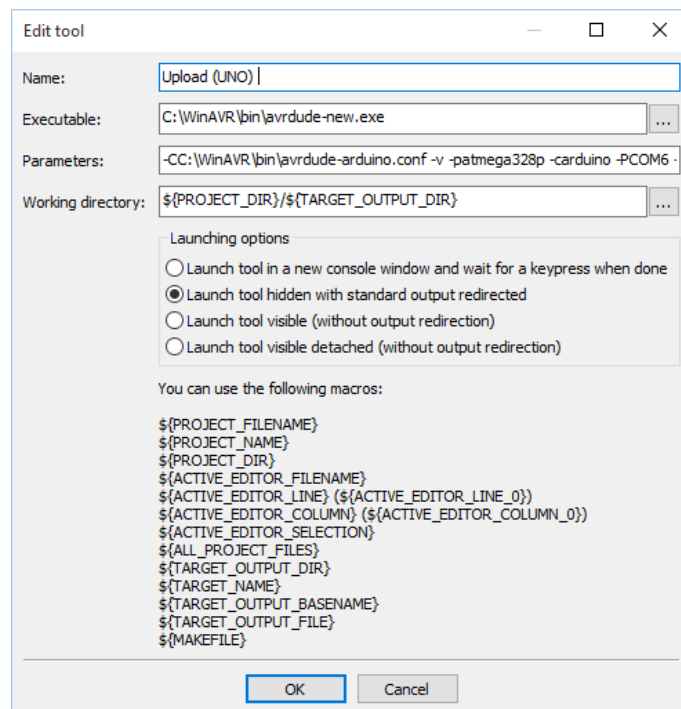 Edit tool
Name: Upload (UNO)
Executable: C:\WinAVR\bin\avrdude-new.exe ...
Parameters: -CC:\WinAVR\bin\avrdude-arduino.conf -v -patmega328p -carduino -PCOM6 -
Working directory: ${PROJECT_DIR}/${TARGET_OUTPUT_DIR} ...
Launching options
Launch tool in a new console window and wait for a keypress when done
Launch tool hidden with standard output redirected
Launch tool visible (without output redirection)
Launch tool visible detached (without output redirection)
You can use the following macros:
${PROJECT_FILENAME}
${PROJECT_NAME}
${PROJECT_DIR}
${ACTIVE_EDITOR_FILENAME}
${ACTIVE_EDITOR_LINE} (${ACTIVE_EDITOR_LINE_0})
${ACTIVE_EDITOR_COLUMN} (${ACTIVE_EDITOR_COLUMN_0})
${ACTIVE_EDITOR_SELECTION}
${ALL_PROJECT_FILES}
${TARGET_OUTPUT_DIR}
${TARGET_NAME}
${TARGET_OUTPUT_BASENAME}
${TARGET_OUTPUT_FILE}
${MAKEFILE}
OK Cancel